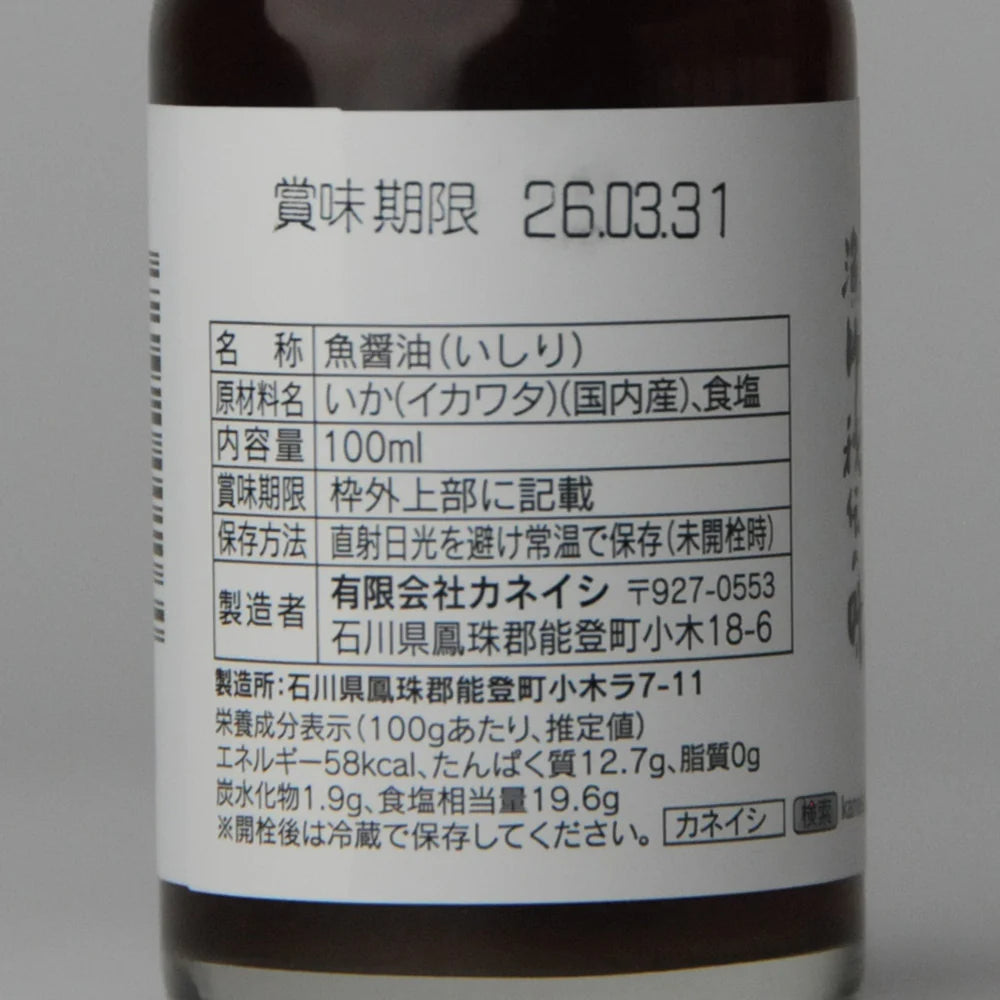 賞味期限 26.03.31
名称 魚醤油(いしり)
原材料名 いか(イカワタ)(国内産)、食塩
内容量 100ml
賞味期限 枠外上部に記載
保存方法 直射日光を避け常温で保存(未開栓時)
製造者 有限会社カネイシ 〒927-0553
石川県鳳珠郡能登町小木18-6
製造所:石川県鳳珠郡能登町小木ラ7-11
栄養成分表示(100gあたり、推定値)
エネルギー58kcal、たんぱく質12.7g、脂質0g
炭水化物1.9g、食塩相当量19.6g
※開栓後は冷蔵で保存してください。 カネイシ 検索